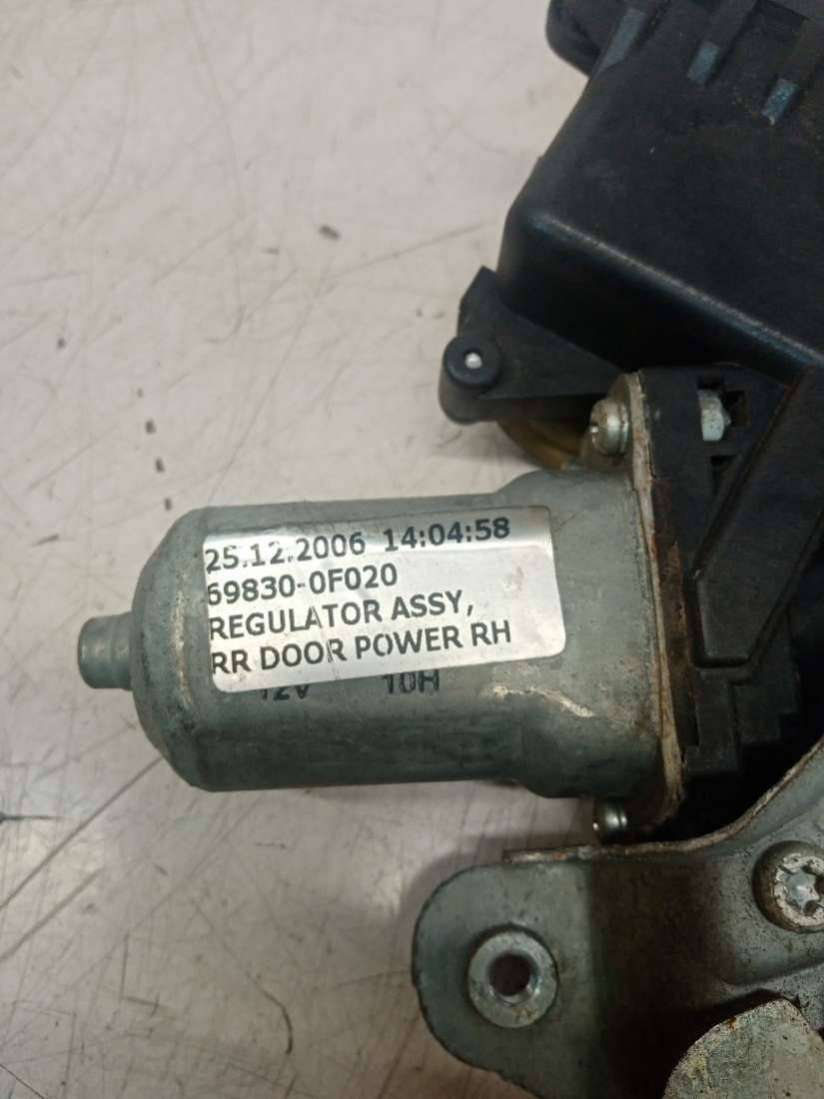 25.12.2006 14:04:58
69830-0F020
REGULATOR ASSY,
RR DOOR POWER RH
12V 10H